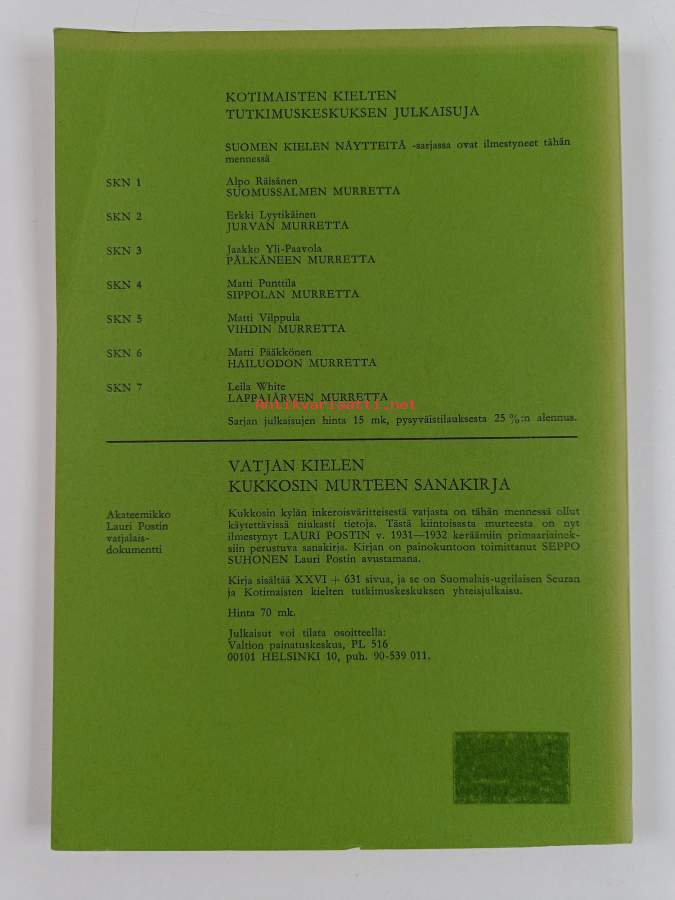 KOTIMAISTEN KIELTEN
TUTKIMUSKESKUKSEN JULKAISUJA
SUOMEN KIELEN NÄYTTEITÄ -sarjassa ovat ilmestyneet tähän
mennessä
SKN 1 Alpo Räisänen
SUOMUSSALMEN MURRETTA
SKN 2 Erkki Lyytikäinen
JURVAN MURRETTA
SKN 3 Jaakko Yli-Paavola
PÄLKÄNEEN MURRETTA
SKN 4 Matti Punttila
SIPPOLAN MURRETTA
SKN 5 Matti Vilppula
VIHDIN MURRETTA
SKN 6 Matti Pääkkönen
HAILUODON MURRETTA
SKN 7 Leila White
LAPPAJÄRVEN MURRETTA
Antikvariaatti.net
Sarjan julkaisujen hinta 15 mk, pysyväistilauksesta 25 %:n alennus.
VATJAN KIELEN
KUKKOSIN MURTEEN SANAKIRJA
Akateemikko
Lauri Postin
vatjalais-
dokumentti
Kukkosin kylän inkeroisväritteisestä vatjasta on tähän mennessä ollut
käytettävissä niukasti tietoja. Tästä kiintoisasta murteesta on nyt
ilmestynyt LAURI POSTIN v. 1931—1932 keräämiin primaariainek-
siin perustuva sanakirja. Kirjan on painokuntoon toimittanut SEPPO
SUHONEN Lauri Postin avustamana.
Kirja sisältää XXVI + 631 sivua, ja se on Suomalais-ugrilaisen Seuran
ja Kotimaisten kielten tutkimuskeskuksen yhteisjulkaisu.
Hinta 70 mk.
Julkaisut voi tilata osoitteella:
Valtion painatuskeskus, PL 516
00101 HELSINKI 10, puh. 90-539 011.